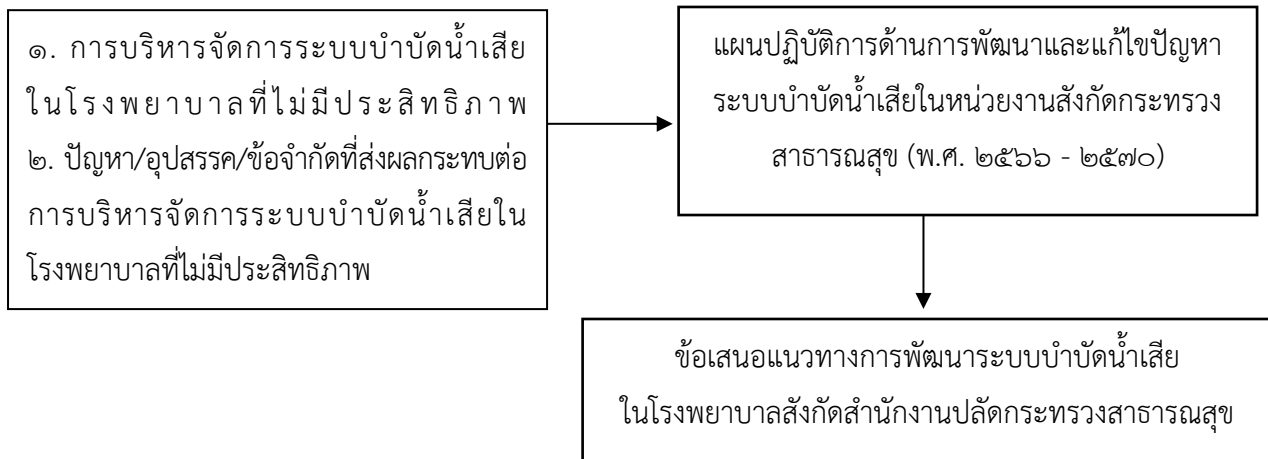 ๑. การบริหารจัดการระบบบำบัดน้ำเสีย
ในโรงพยาบาลที่ไม่มีประสิทธิภาพ
๒. ปัญหา/อุปสรรค/ข้อจำกัดที่ส่งผลกระทบต่อ
การบริหารจัดการระบบบำบัดน้ำเสียใน
โรงพยาบาลที่ไม่มีประสิทธิภาพ
แผนปฏิบัติการด้านการพัฒนาและแก้ไขปัญหา
ระบบบำบัดน้ำเสียในหน่วยงานสังกัดกระทรวง
สาธารณสุข (พ.ศ. ๒๕๖๖ - ๒๕๗๐)
ข้อเสนอแนวทางการพัฒนาระบบบำบัดน้ำเสีย
ในโรงพยาบาลสังกัดสำนักงานปลัดกระทรวงสาธารณสุข